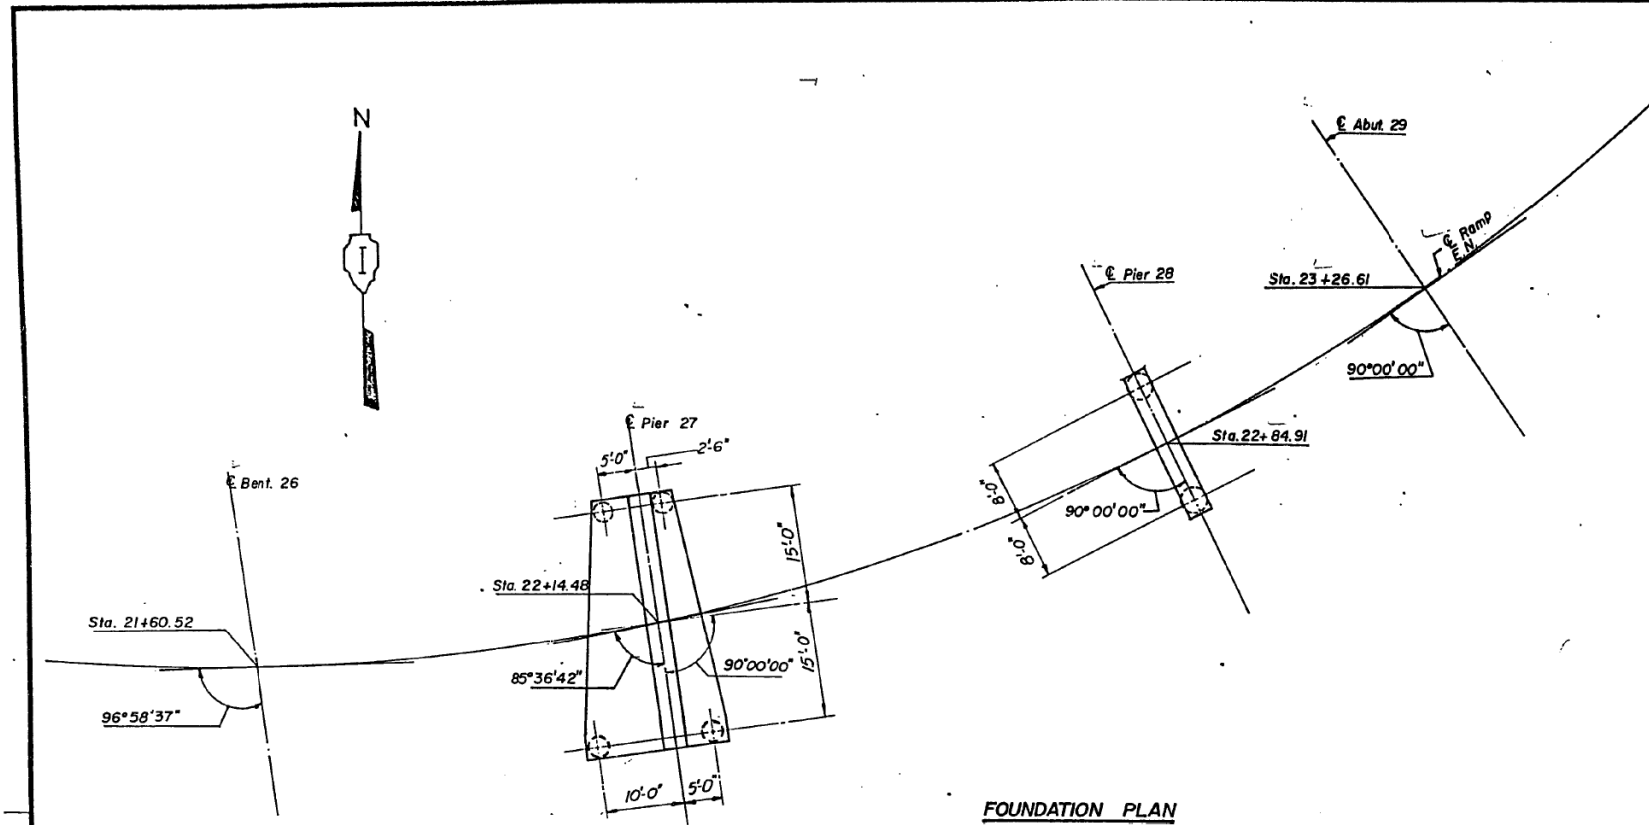 N
I
℄ Abut. 29
℄ Ramp
E.N.
Sta. 23+26.61
90°00'00"
℄ Pier 28
Sta. 22+84.91
8'-0"
8'-0"
90°00'00"
℄ Pier 27
2'-6"
5'-0"
℄ Bent. 26
15'-0"
15'-0"
Sta. 22+14.48
Sta. 21+60.52
85°36'42"
90°00'00"
96°58'37"
10'-0"
5'-0"
FOUNDATION PLAN